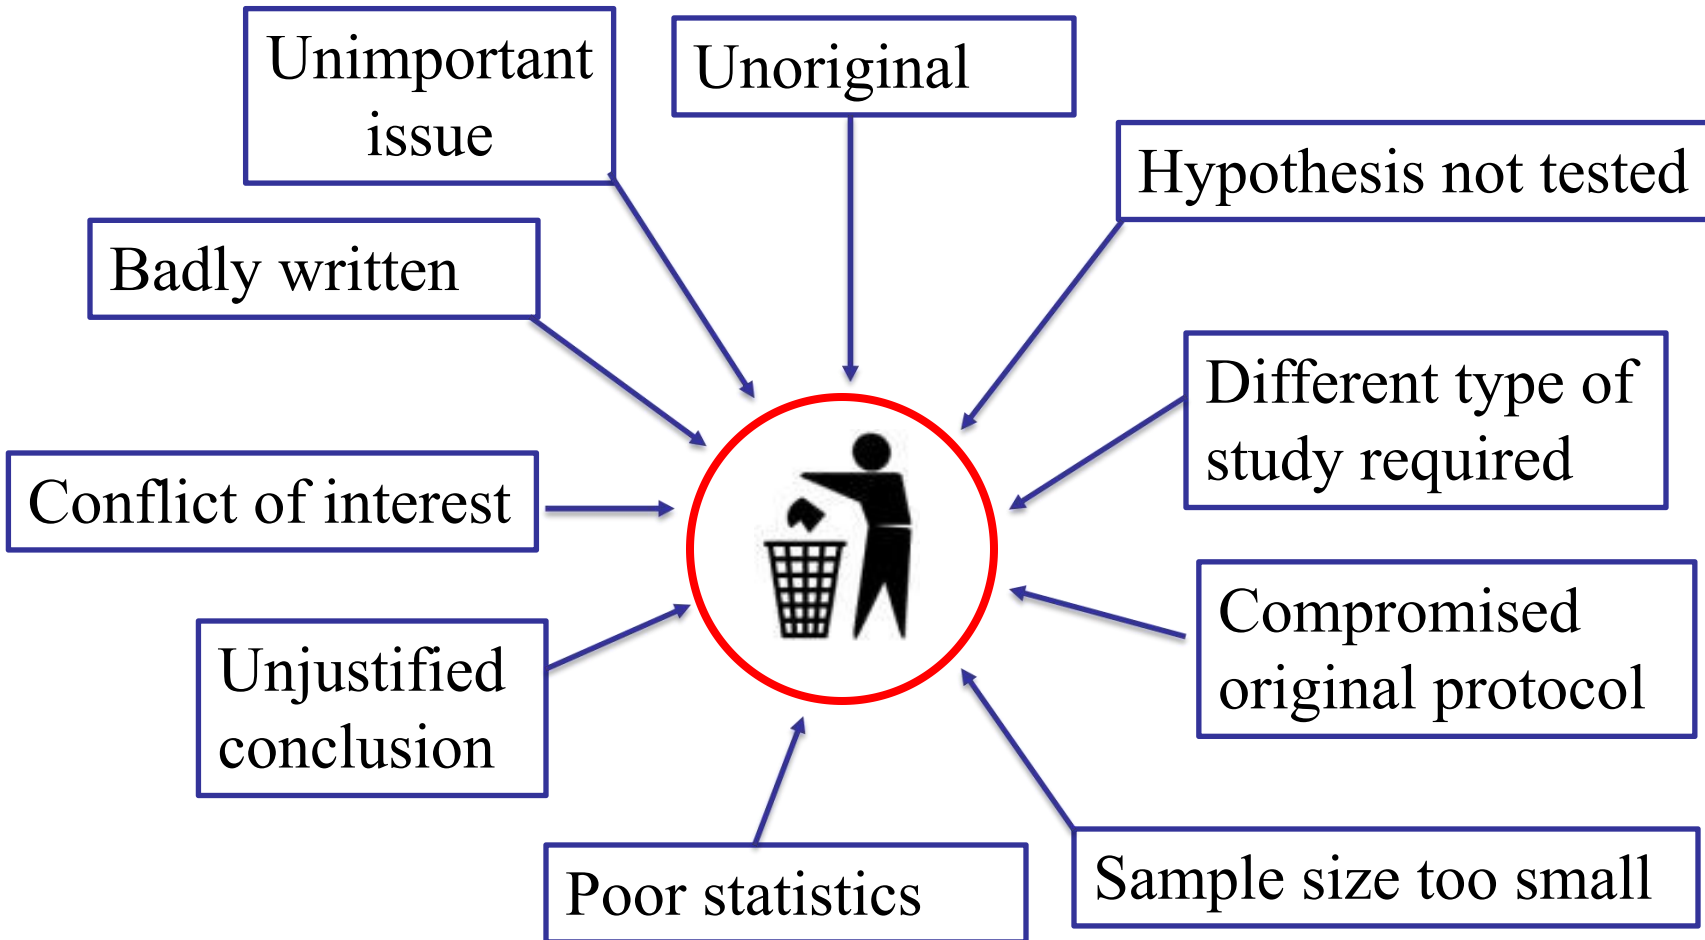 Unimportant
issue
Unoriginal
Hypothesis not tested
Badly written
Different type of
study required
Conflict of interest
Compromised
original protocol
Unjustified
conclusion
Poor statistics
Sample size too small